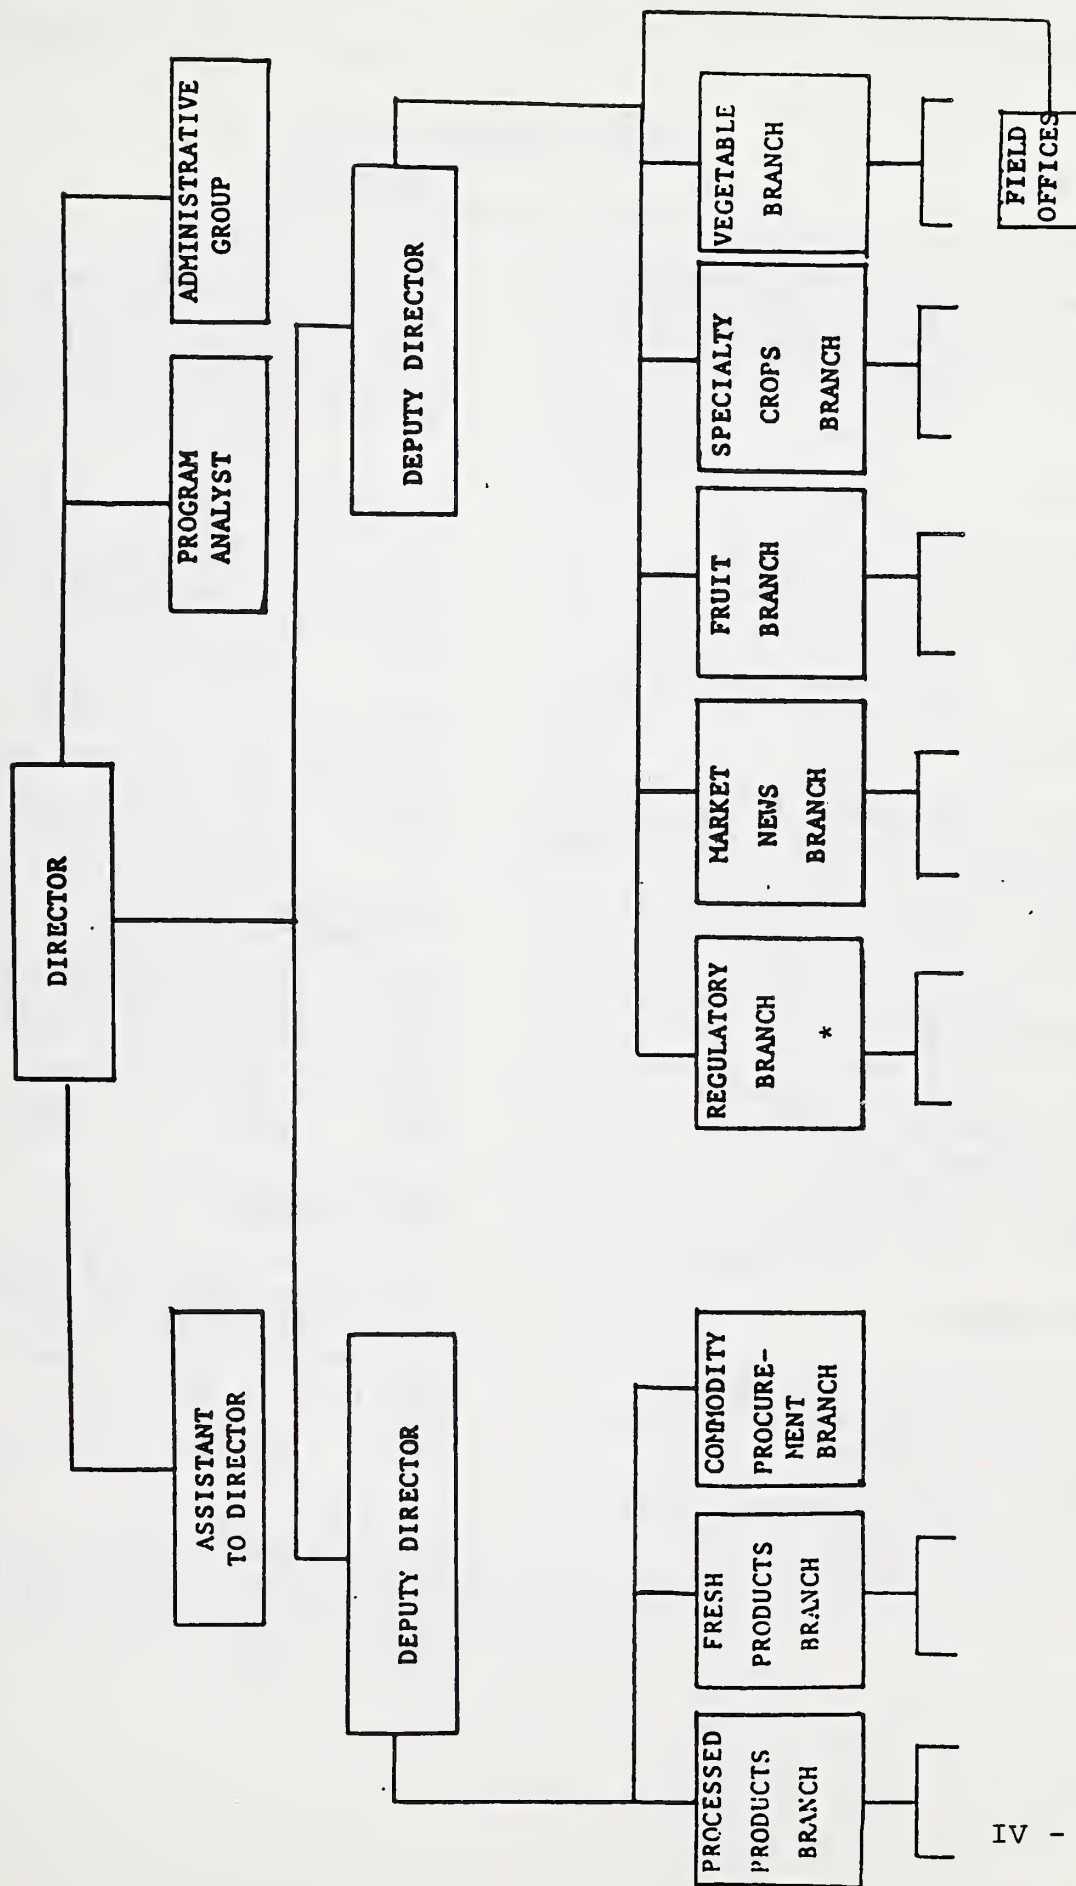 DIRECTOR
ASSISTANT
TO DIRECTOR
PROGRAM
ANALYST
ADMINISTRATIVE
GROUP
DEPUTY DIRECTOR
DEPUTY DIRECTOR
PROCESSED
PRODUCTS
BRANCH
FRESH
PRODUCTS
BRANCH
COMMODITY
PROCURE-
MENT
BRANCH
REGULATORY
BRANCH
*
MARKET
NEWS
BRANCH
FRUIT
BRANCH
SPECIALTY
CROPS
BRANCH
VEGETABLE
BRANCH
FIELD
OFFICES
IV -